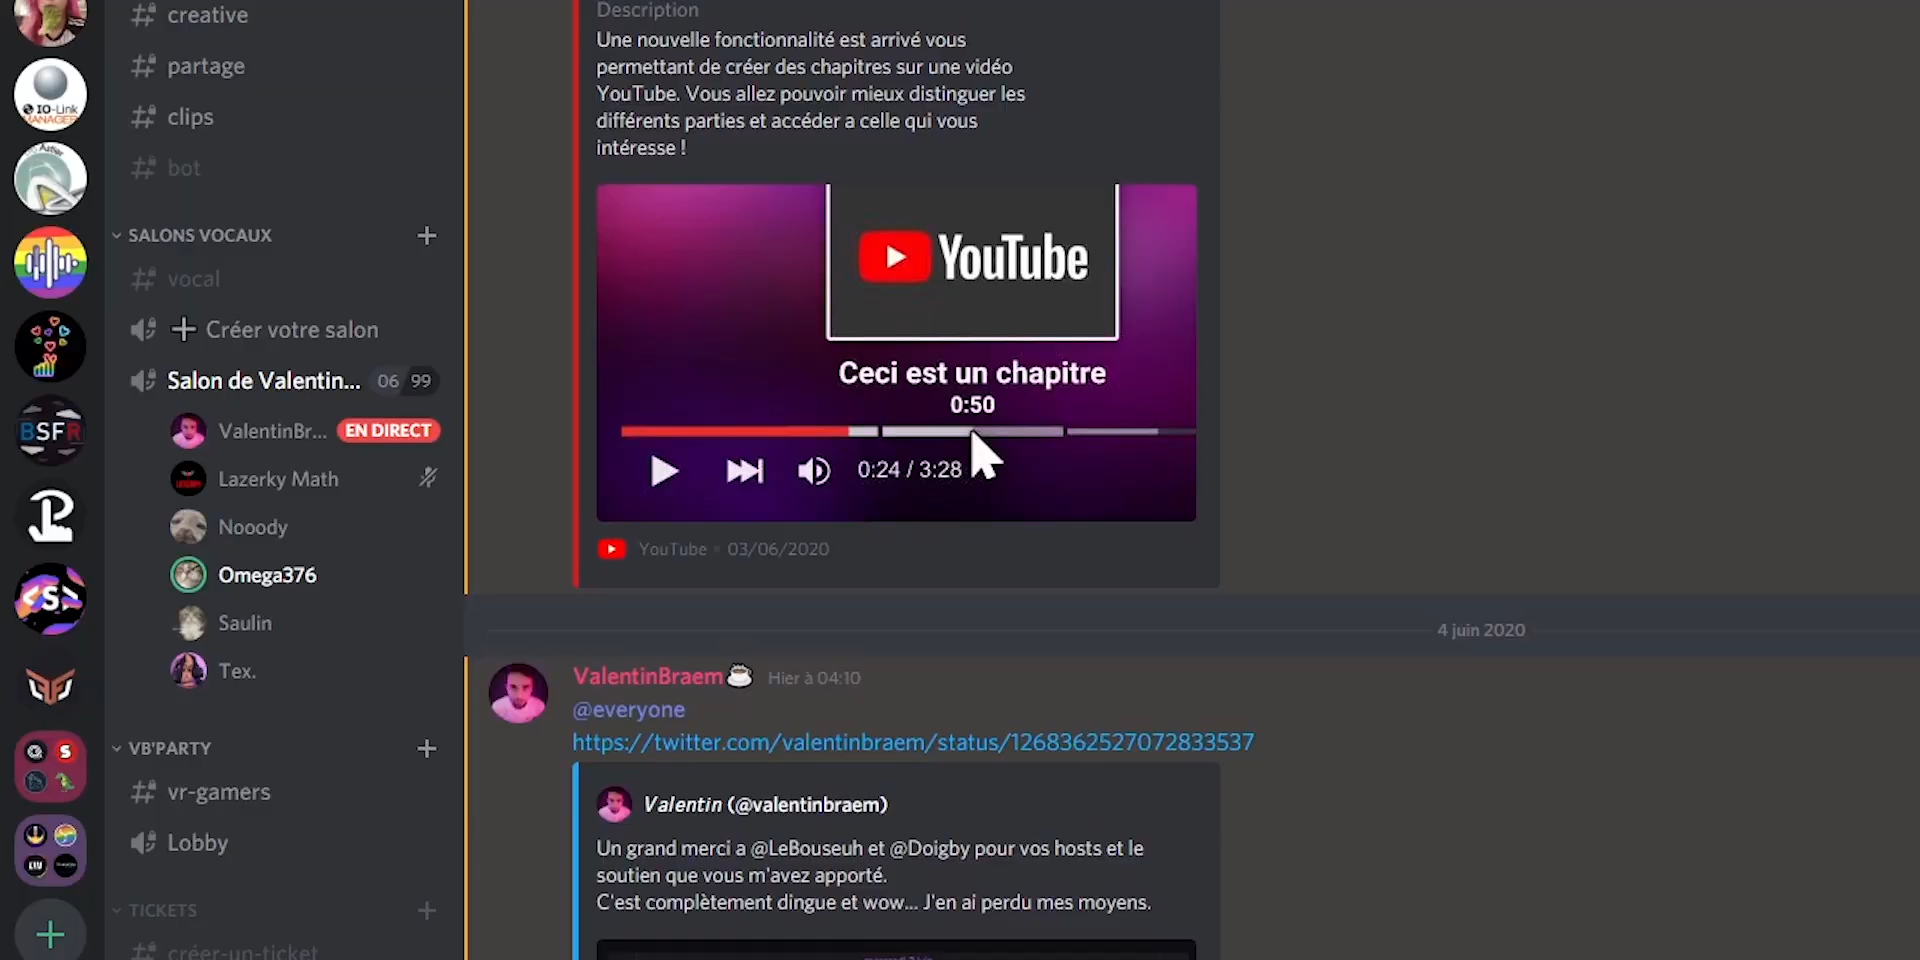 creative
partage
clips
bot
SALONS VOCAUX
vocal
Créer votre salon
Salon de Valentin... 06 99
ValentinBr... EN DIRECT
Lazerky Math
Nooody
Omega376
Saulin
Tex.
VB'PARTY
vr-gamers
Lobby
TICKETS
créer-un-ticket
IO-Link
MANAGER
BSFR
<S>
Description
Une nouvelle fonctionnalité est arrivé vous
permettant de créer des chapitres sur une vidéo
YouTube. Vous allez pouvoir mieux distinguer les
différents parties et accéder a celle qui vous
intéresse !
YouTube
Ceci est un chapitre
0:50
0:24 / 3:28
YouTube • 03/06/2020
4 juin 2020
ValentinBraem Hier à 04:10
@everyone
https://twitter.com/valentinbraem/status/1268362527072833537
Valentin (@valentinbraem)
Un grand merci a @LeBouseuh et @Doigby pour vos hosts et le
soutien que vous m'avez apporté.
C'est complètement dingue et wow... J'en ai perdu mes moyens.